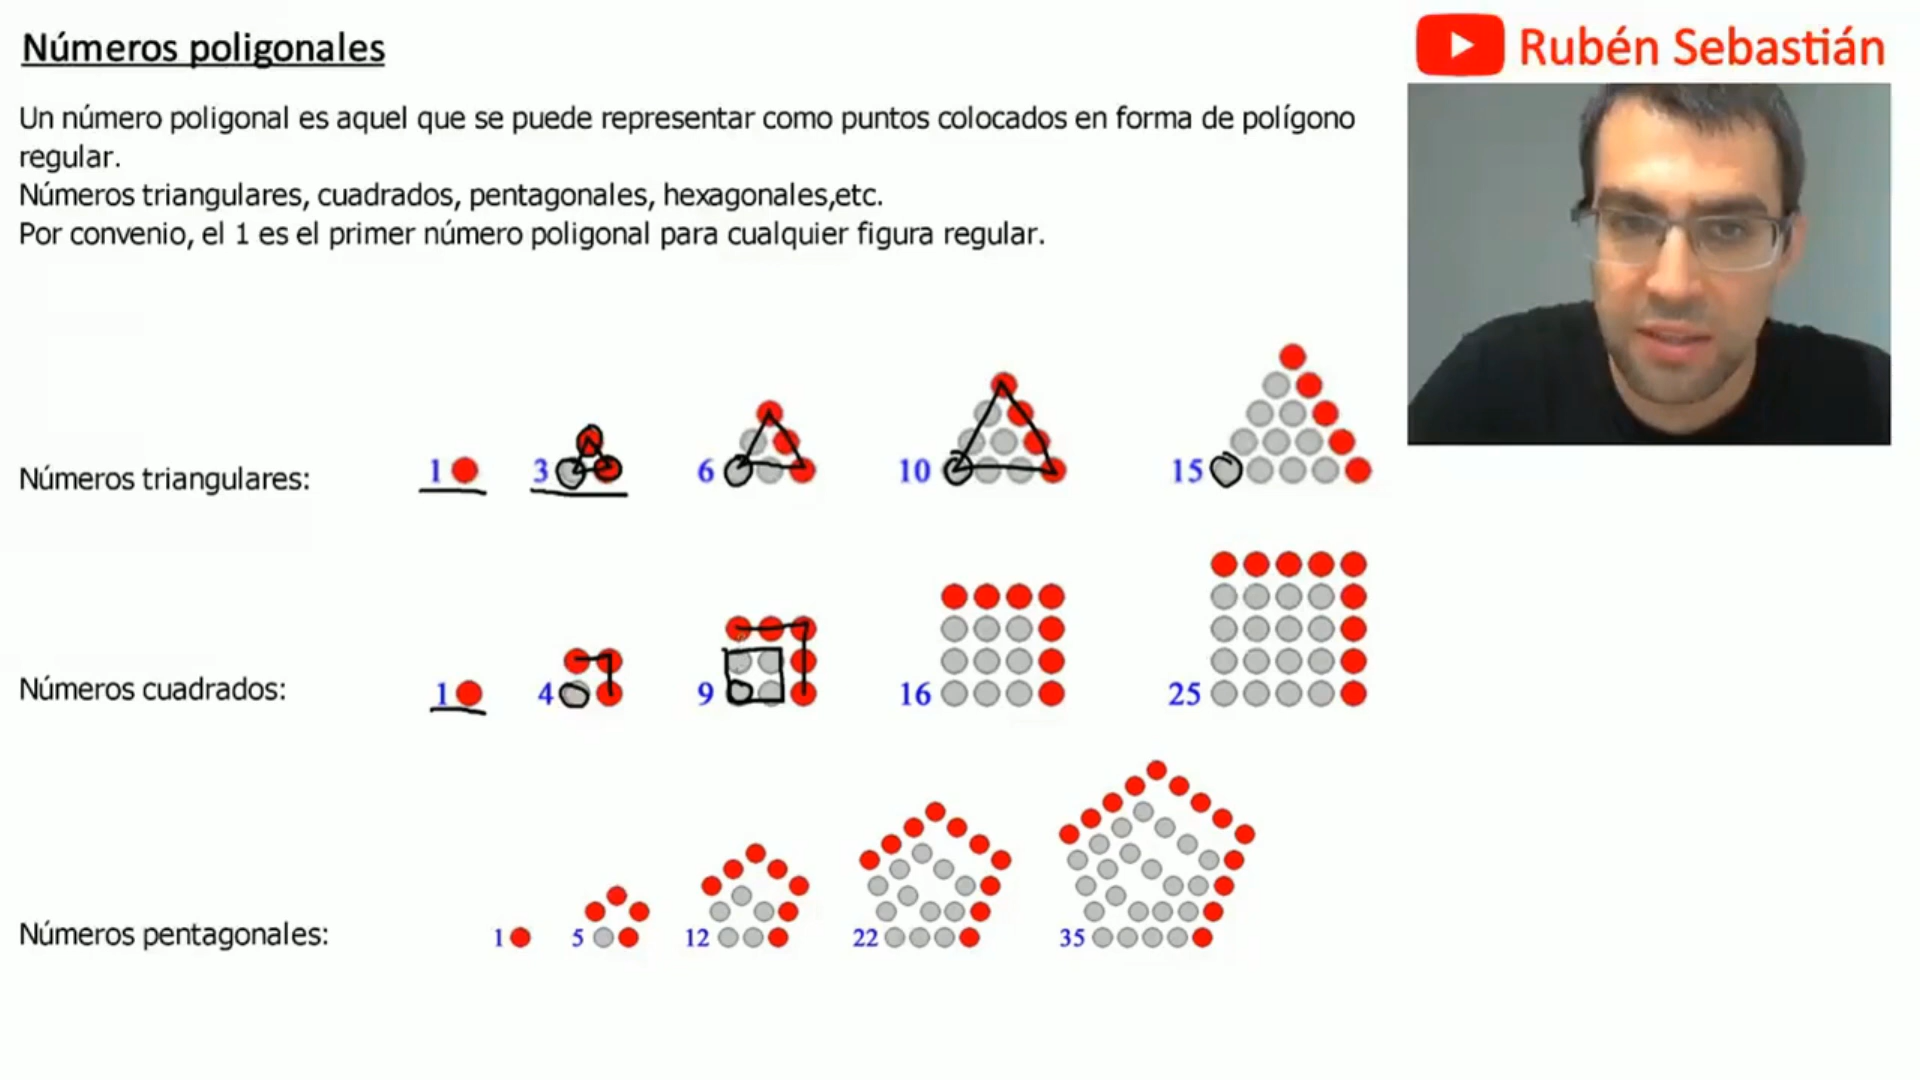 Números poligonales
Rubén Sebastián
Un número poligonal es aquel que se puede representar como puntos colocados en forma de polígono
regular.
Números triangulares, cuadrados, pentagonales, hexagonales,etc.
Por convenio, el 1 es el primer número poligonal para cualquier figura regular.
Números triangulares: 1 3 6 10 15
Números cuadrados: 1 4 9 16 25
Números pentagonales: 1 5 12 22 35